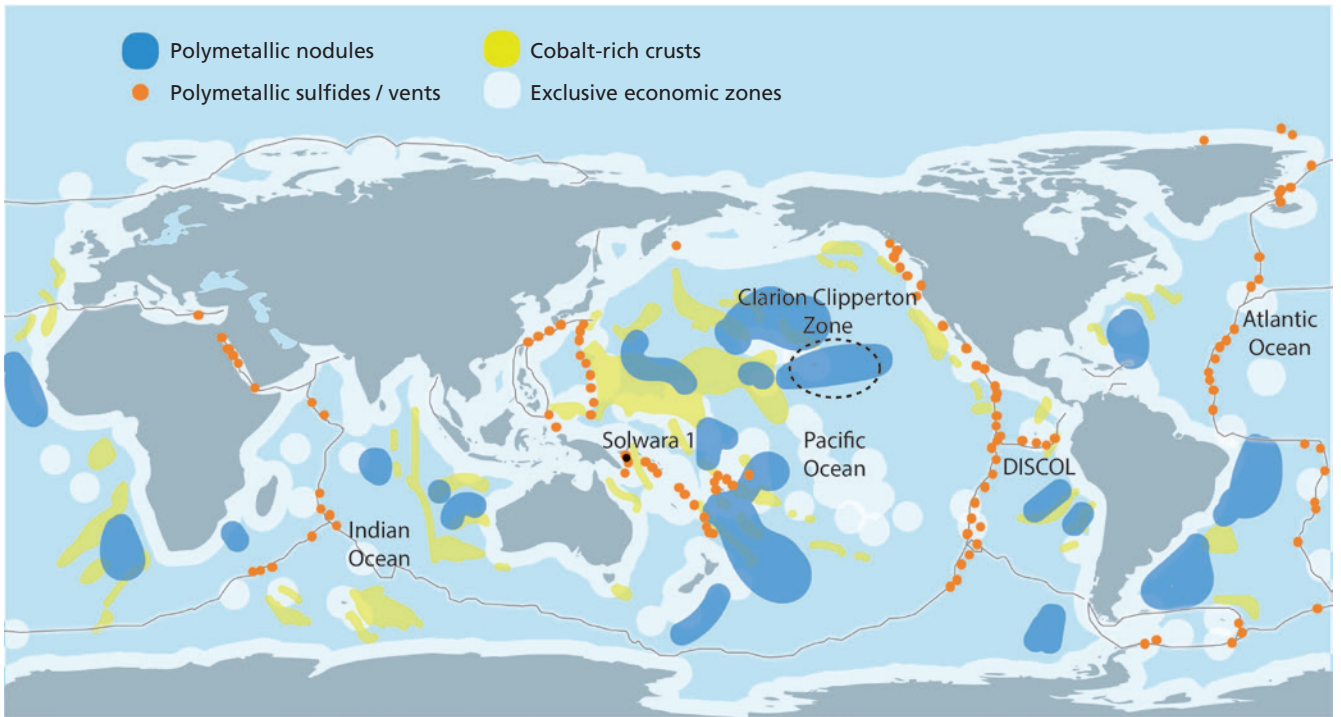 Polymetallic nodules
Cobalt-rich crusts
Polymetallic sulfides / vents
Exclusive economic zones
Clarion Clipperton
Zone
Atlantic
Ocean
Solwara 1
Pacific
Ocean
DISCOL
Indian
Ocean